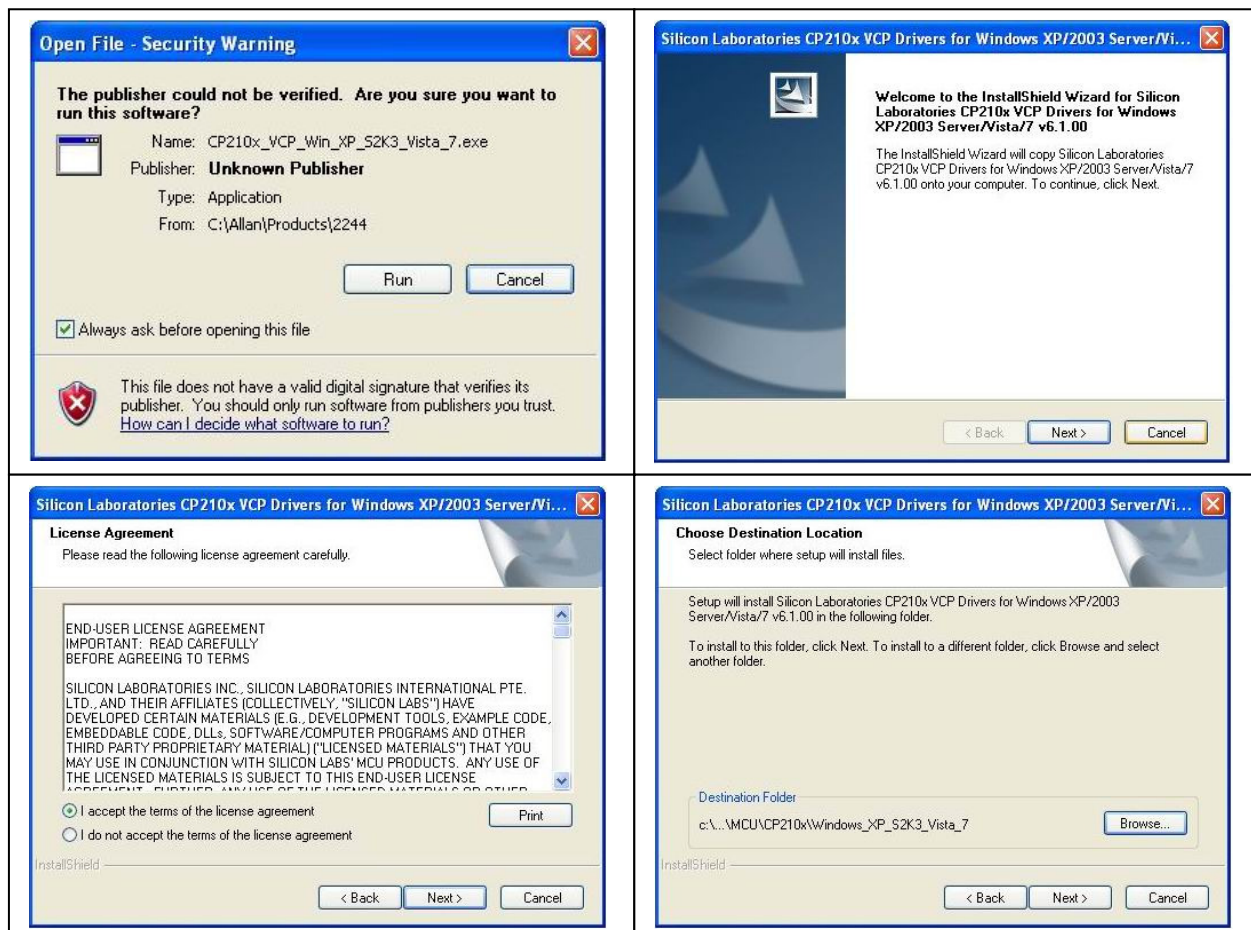 Open File - Security Warning
The publisher could not be verified. Are you sure you want to
run this software?
Name: CP210x_VCP_Win_XP_S2K3_Vista_7.exe
Publisher: Unknown Publisher
Type: Application
From: C:\Allan\Products\2244
Run
Cancel
Always ask before opening this file
This file does not have a valid digital signature that verifies its
publisher. You should only run software from publishers you trust.
How can I decide what software to run?
Silicon Laboratories CP210x VCP Drivers for Windows XP/2003 Server/Vi...
Welcome to the InstallShield Wizard for Silicon
Laboratories CP210x VCP Drivers for Windows
XP/2003 Server/Vista/7 v6.1.00
The InstallShield Wizard will copy Silicon Laboratories
CP210x VCP Drivers for Windows XP/2003 Server/Vista/7
v6.1.00 onto your computer. To continue, click Next.
< Back
Next >
Cancel
Silicon Laboratories CP210x VCP Drivers for Windows XP/2003 Server/Vi...
License Agreement
Please read the following license agreement carefully.
END-USER LICENSE AGREEMENT
IMPORTANT: READ CAREFULLY
BEFORE AGREEING TO TERMS
SILICON LABORATORIES INC., SILICON LABORATORIES INTERNATIONAL PTE.
LTD., AND THEIR AFFILIATES (COLLECTIVELY, "SILICON LABS") HAVE
DEVELOPED CERTAIN MATERIALS (E.G., DEVELOPMENT TOOLS, EXAMPLE CODE,
EMBEDDABLE CODE, DLLs, SOFTWARE/COMPUTER PROGRAMS AND OTHER
THIRD PARTY PROPRIETARY MATERIAL) ("LICENSED MATERIALS") THAT YOU
MAY USE IN CONJUNCTION WITH SILICON LABS' MCU PRODUCTS. ANY USE OF
THE LICENSED MATERIALS IS SUBJECT TO THIS END-USER LICENSE
AGREEMENT. FURTHER, ANY USE OF THE LICENSED MATERIALS OR OTHER
I accept the terms of the license agreement
Print
I do not accept the terms of the license agreement
InstallShield
< Back
Next >
Cancel
Silicon Laboratories CP210x VCP Drivers for Windows XP/2003 Server/Vi...
Choose Destination Location
Select folder where setup will install files.
Setup will install Silicon Laboratories CP210x VCP Drivers for Windows XP/2003
Server/Vista/7 v6.1.00 in the following folder.
To install to this folder, click Next. To install to a different folder, click Browse and select
another folder.
Destination Folder
c:\...\MCU\CP210x\Windows_XP_S2K3_Vista_7
Browse...
InstallShield
< Back
Next >
Cancel